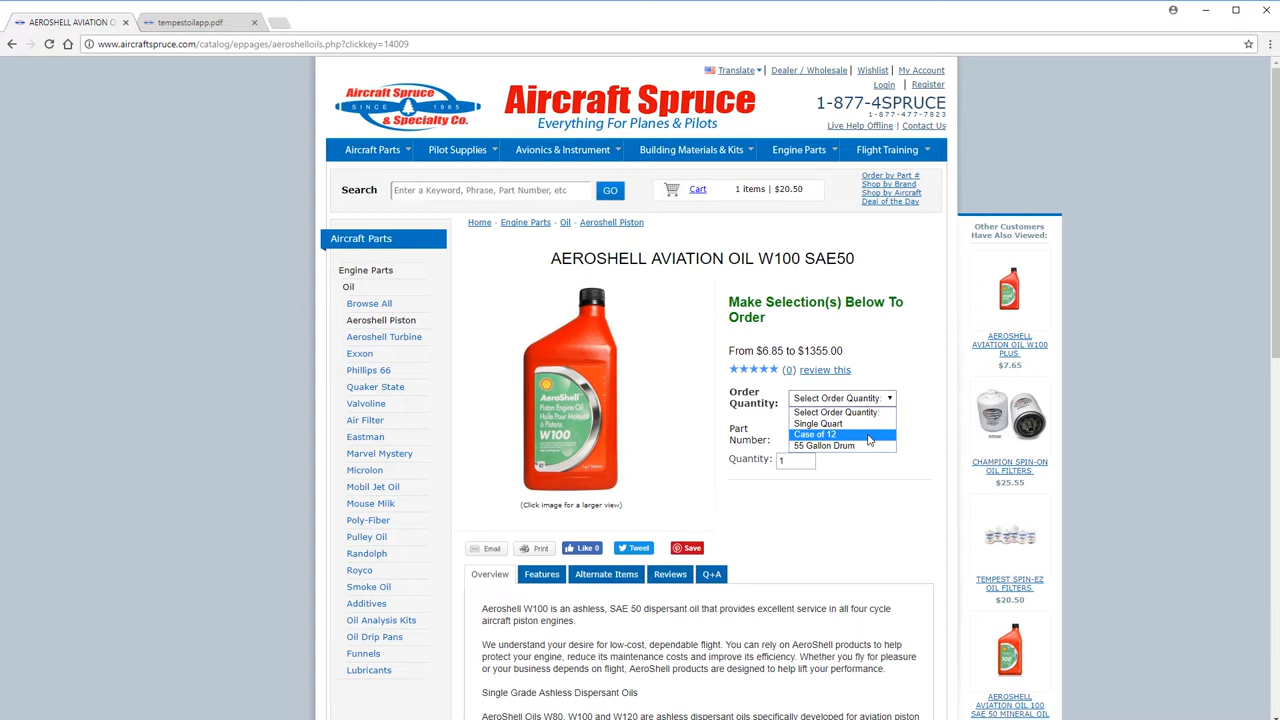 AEROSHELL AVIATION O
tempestoilapp.pdf
www.aircraftspruce.com/catalog/eppages/aeroshelloils.php?clickkey=14009
Translate | Dealer / Wholesale | Wishlist | My Account
Login | Register
Aircraft Spruce
SINCE 1965
& Specialty Co.
Aircraft Spruce
Everything For Planes & Pilots
1-877-4SPRUCE
1-877-477-7823
Live Help Offline | Contact Us
Aircraft Parts Pilot Supplies Avionics & Instrument Building Materials & Kits Engine Parts Flight Training
Search Enter a Keyword, Phrase, Part Number, etc GO Cart 1 items | $20.50
Order by Part #
Shop by Brand
Shop by Aircraft
Deal of the Day
Home · Engine Parts · Oil · Aeroshell Piston
Aircraft Parts
Engine Parts
Oil
Browse All
Aeroshell Piston
Aeroshell Turbine
Exxon
Phillips 66
Quaker State
Valvoline
Air Filter
Eastman
Marvel Mystery
Microlon
Mobil Jet Oil
Mouse Milk
Poly-Fiber
Pulley Oil
Randolph
Royco
Smoke Oil
Additives
Oil Analysis Kits
Oil Drip Pans
Funnels
Lubricants
AEROSHELL AVIATION OIL W100 SAE50
AeroShell
W100
(Click image for a larger view)
Make Selection(s) Below To
Order
From $6.85 to $1355.00
(0) review this
Order
Quantity:
Select Order Quantity:
Select Order Quantity:
Single Quart
Case of 12
55 Gallon Drum
Part
Number:
Quantity: 1
Email Print Like 0 Tweet Save
Overview Features Alternate Items Reviews Q+A
Aeroshell W100 is an ashless, SAE 50 dispersant oil that provides excellent service in all four cycle
aircraft piston engines.
We understand your desire for low-cost, dependable flight. You can rely on AeroShell products to help
protect your engine, reduce its maintenance costs and improve its efficiency. Whether you fly for pleasure
or your business depends on flight, AeroShell products are designed to help lift your performance.
Single Grade Ashless Dispersant Oils
AeroShell Oils W80, W100 and W120 are ashless dispersant oils specifically developed for aviation piston
Other Customers
Have Also Viewed:
AEROSHELL
AVIATION OIL W100
PLUS
$7.65
CHAMPION SPIN-ON
OIL FILTERS
$25.55
TEMPEST SPIN-EZ
OIL FILTERS
$20.50
AEROSHELL
AVIATION OIL 100
SAE 50 MINERAL OIL